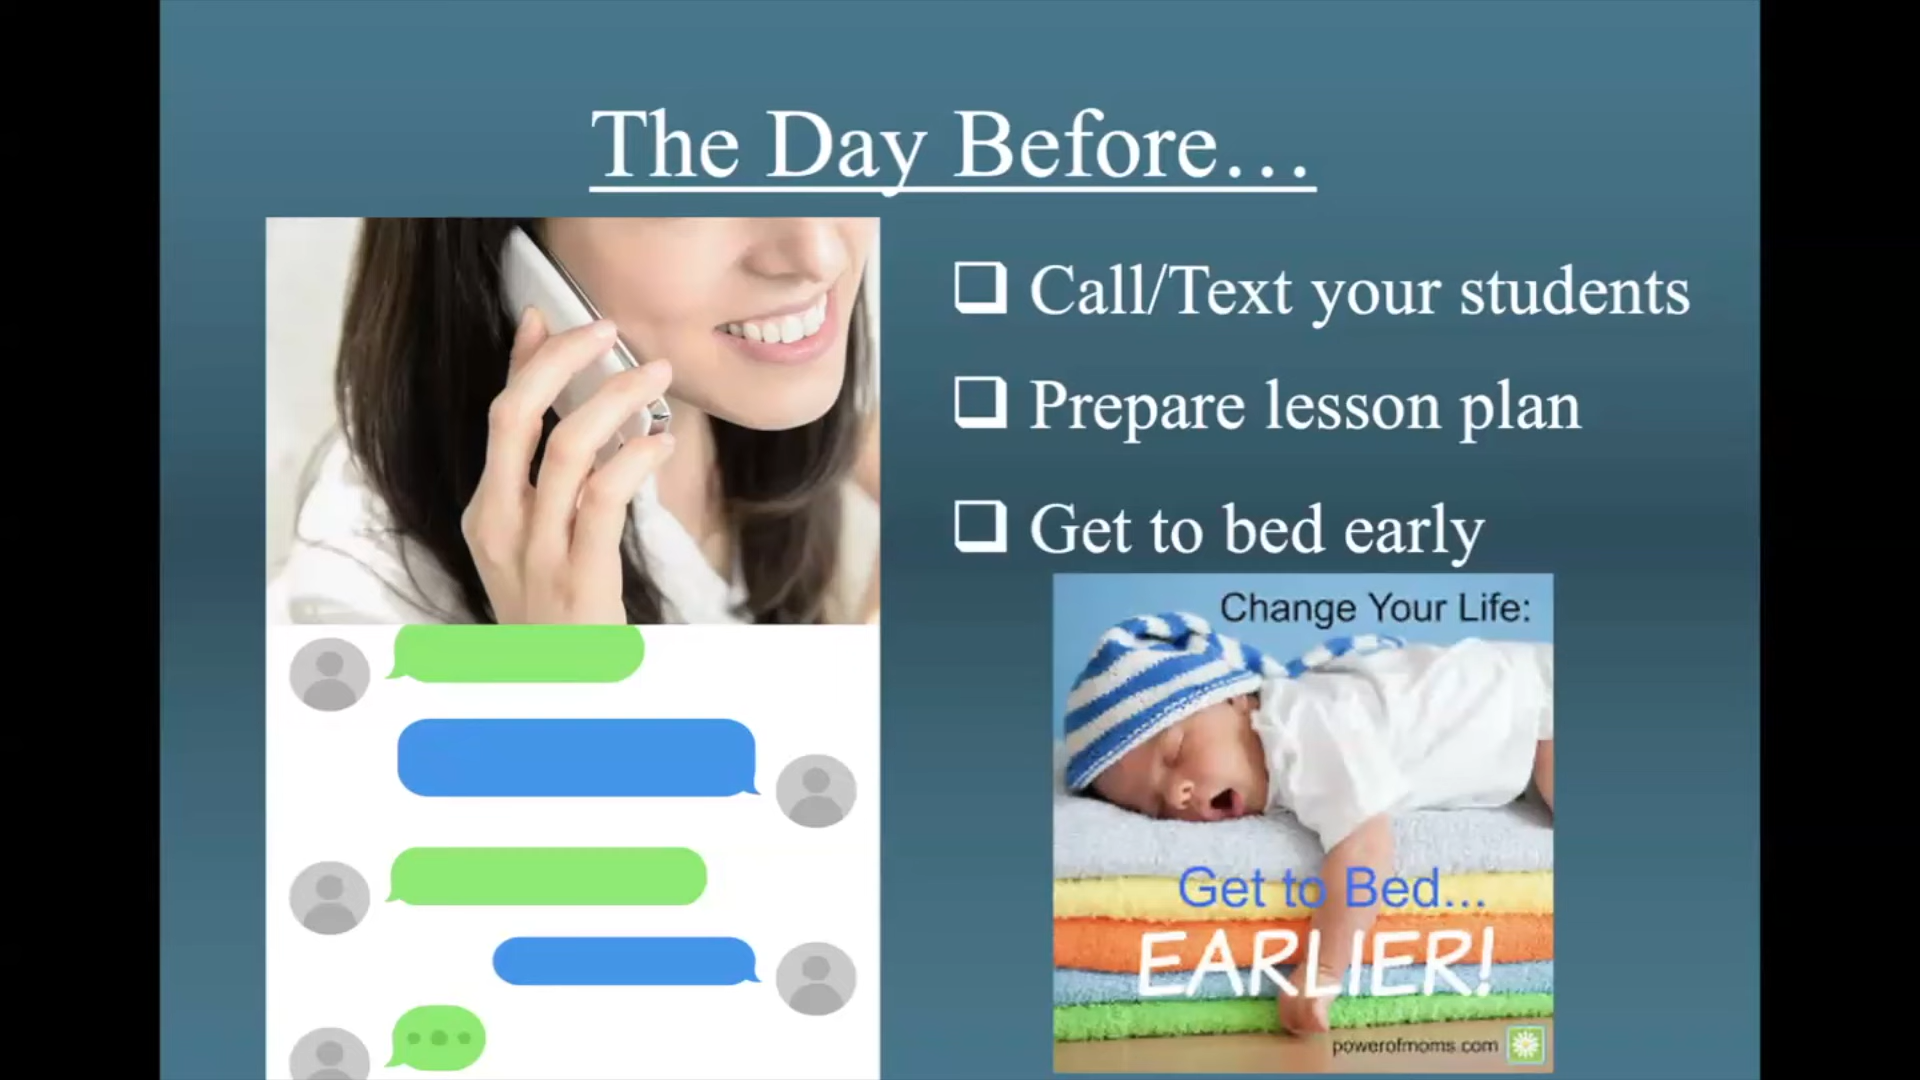 The Day Before…
Call/Text your students
Prepare lesson plan
Get to bed early
Change Your Life:
Get to Bed...
EARLIER!
powerofmoms.com